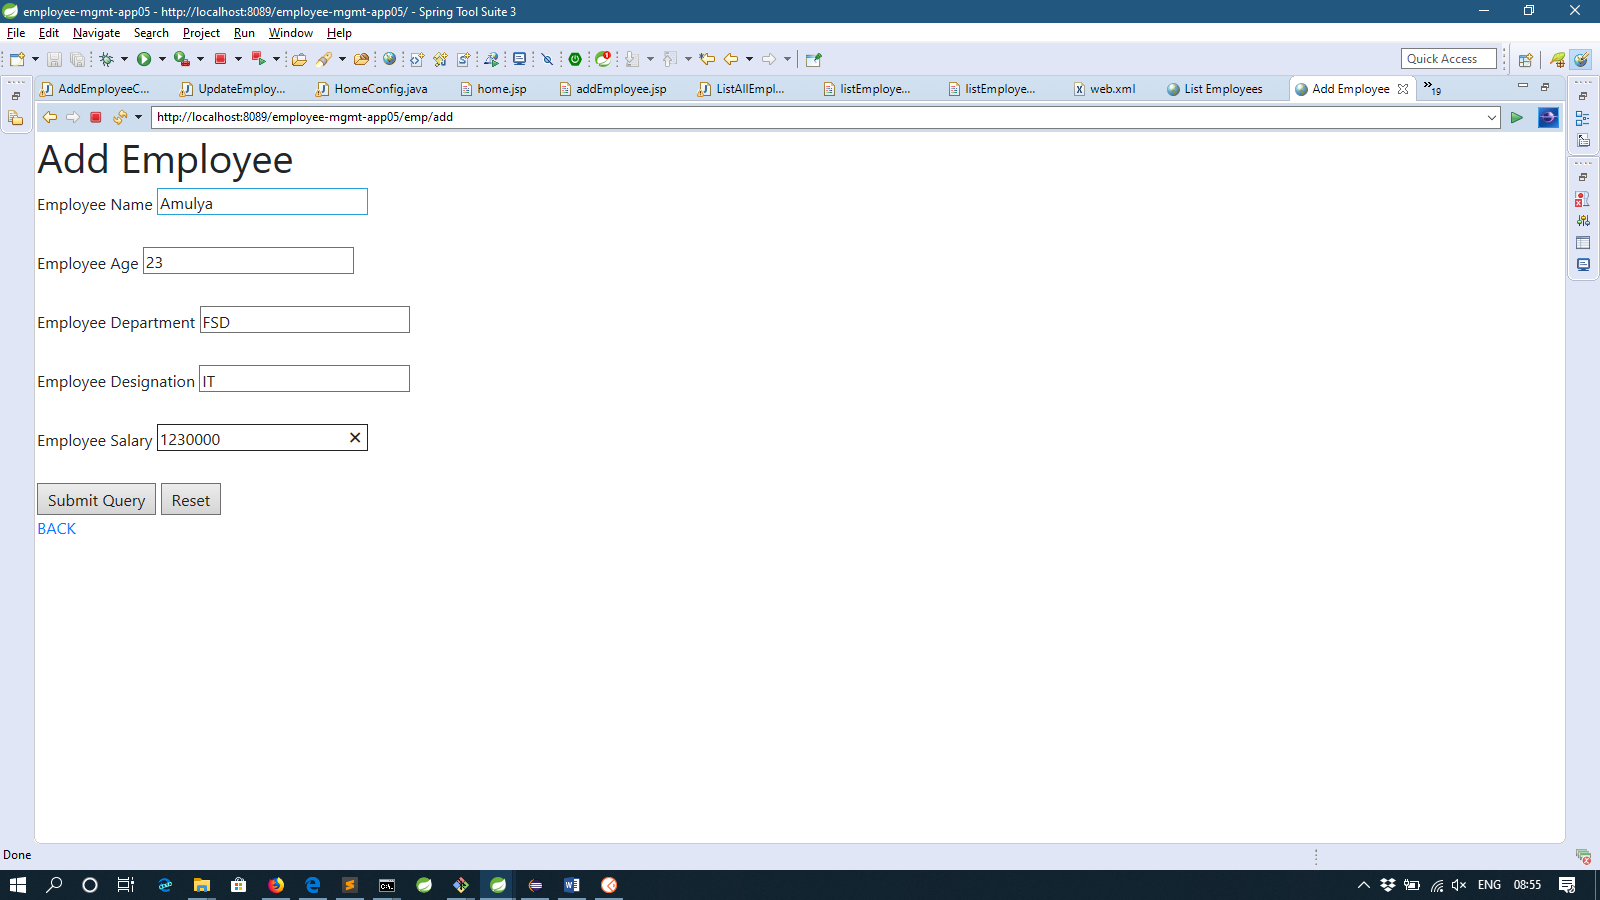 employee-mgmt-app05 - http://localhost:8089/employee-mgmt-app05/ - Spring Tool Suite 3
File Edit Navigate Search Project Run Window Help
Quick Access
AddEmployeeC... UpdateEmploy... HomeConfig.java home.jsp addEmployee.jsp ListAllEmpl... listEmploye... listEmploye... web.xml List Employees Add Employee »19
http://localhost:8089/employee-mgmt-app05/emp/add
Add Employee
Employee Name Amulya
Employee Age 23
Employee Department FSD
Employee Designation IT
Employee Salary 1230000
Submit Query Reset
BACK
Done
ENG 08:55